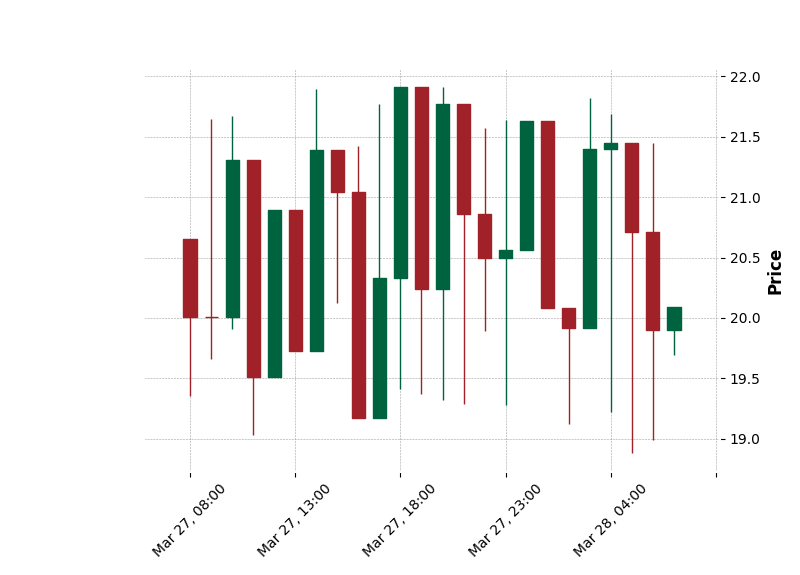 22.0
21.5
21.0
20.5
20.0
19.5
19.0
Price
Mar 27, 08:00
Mar 27, 13:00
Mar 27, 18:00
Mar 27, 23:00
Mar 28, 04:00